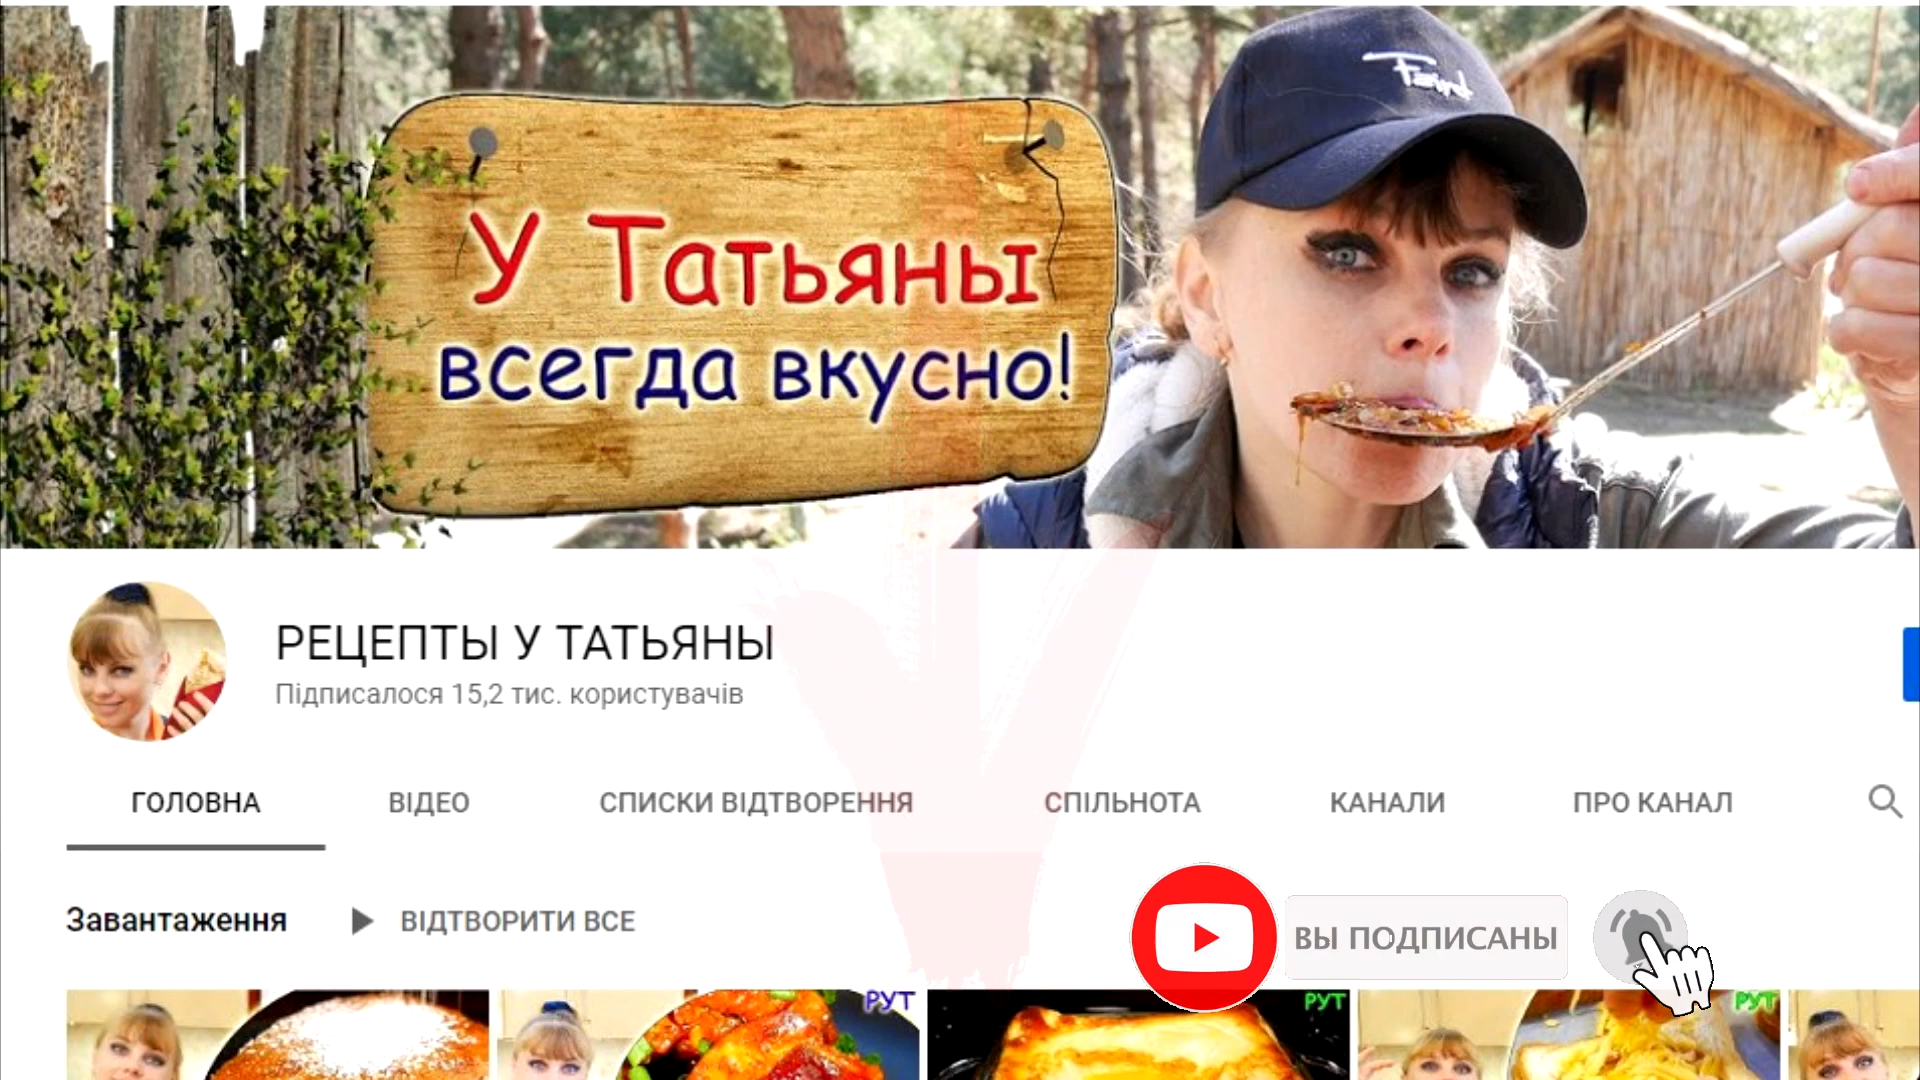 У Татьяны
всегда вкусно!
РЕЦЕПТЫ У ТАТЬЯНЫ
Підписалося 15,2 тис. користувачів
ГОЛОВНА ВІДЕО СПИСКИ ВІДТВОРЕННЯ СПІЛЬНОТА КАНАЛИ ПРО КАНАЛ
Завантаження ВІДТВОРИТИ ВСЕ
ВЫ ПОДПИСАНЫ
РУТ РУТ РУТ